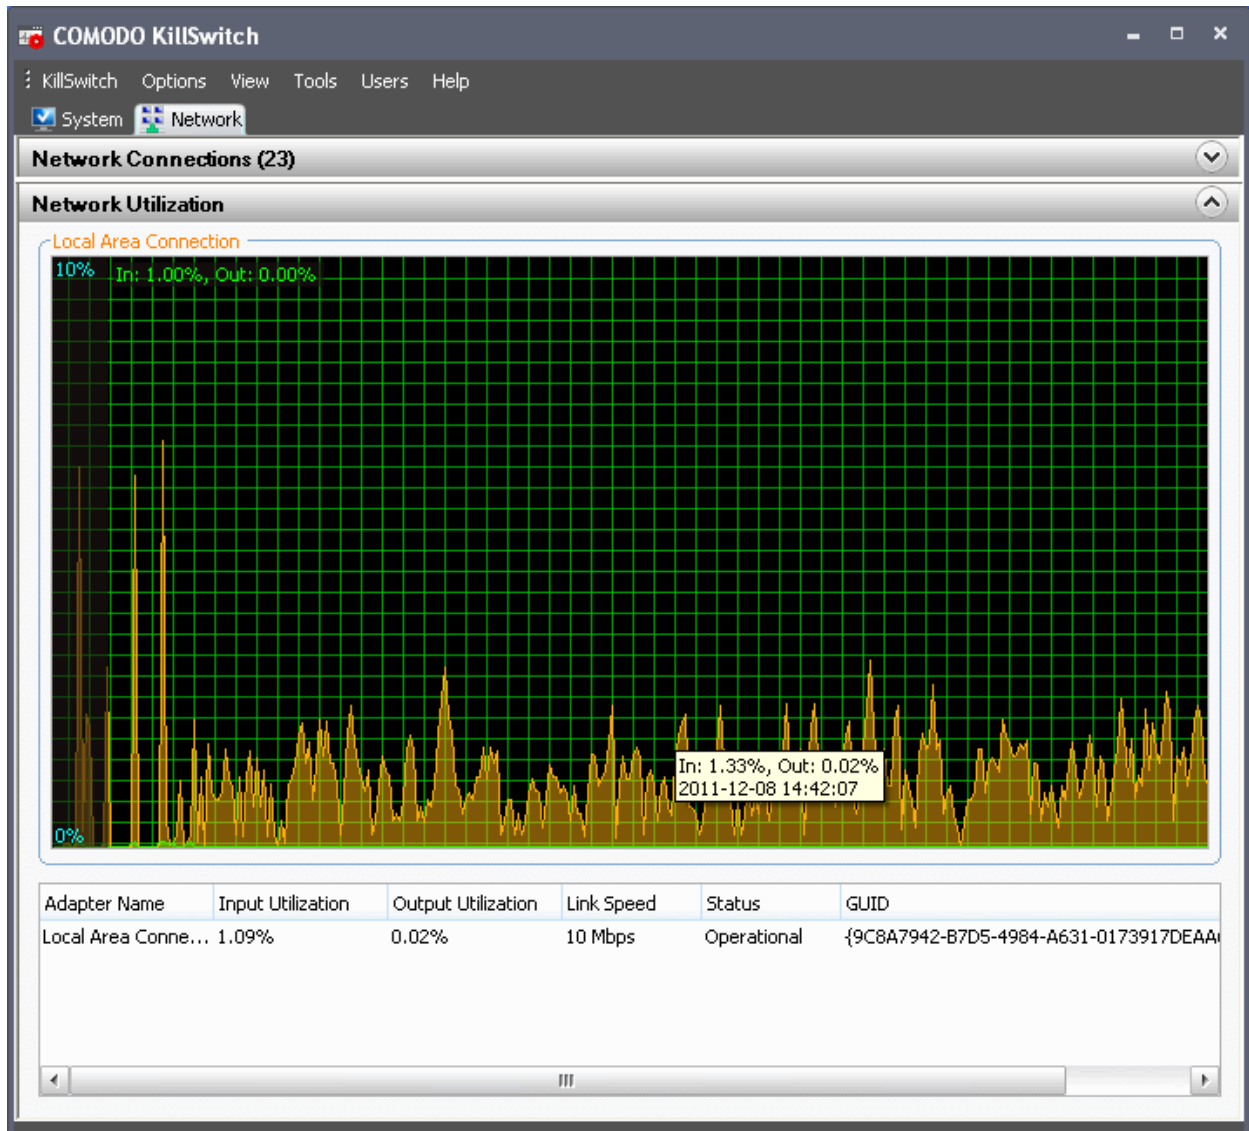 COMODO KillSwitch
KillSwitch Options View Tools Users Help
System Network
Network Connections (23)
Network Utilization
Local Area Connection
10% In: 1.00%, Out: 0.00%
In: 1.33%, Out: 0.02%
2011-12-08 14:42:07
0%
Adapter Name Input Utilization Output Utilization Link Speed Status GUID
Local Area Conne... 1.09% 0.02% 10 Mbps Operational {9C8A7942-B7D5-4984-A631-0173917DEAA